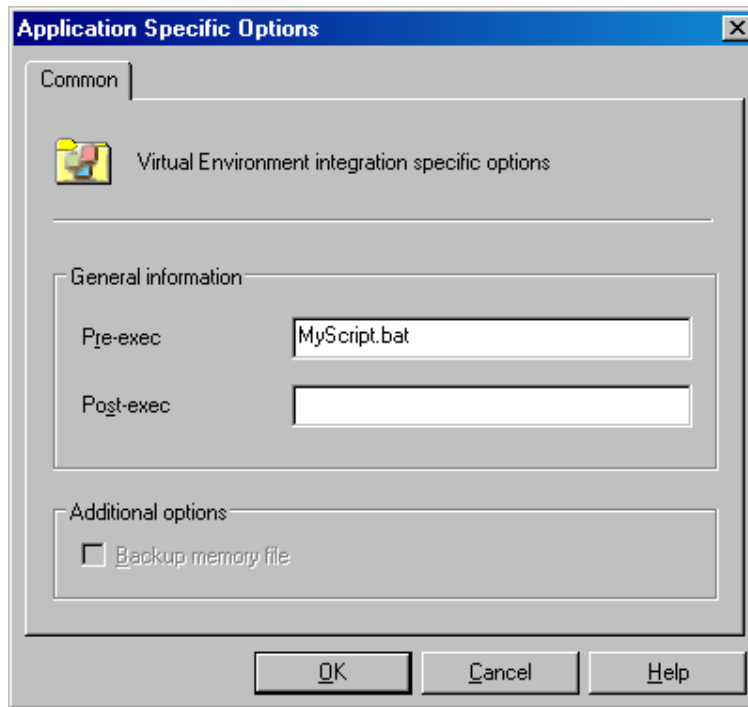 Application Specific Options
Common
Virtual Environment integration specific options
General information
Pre-exec
MyScript.bat
Post-exec
Additional options
Backup memory file
OK
Cancel
Help